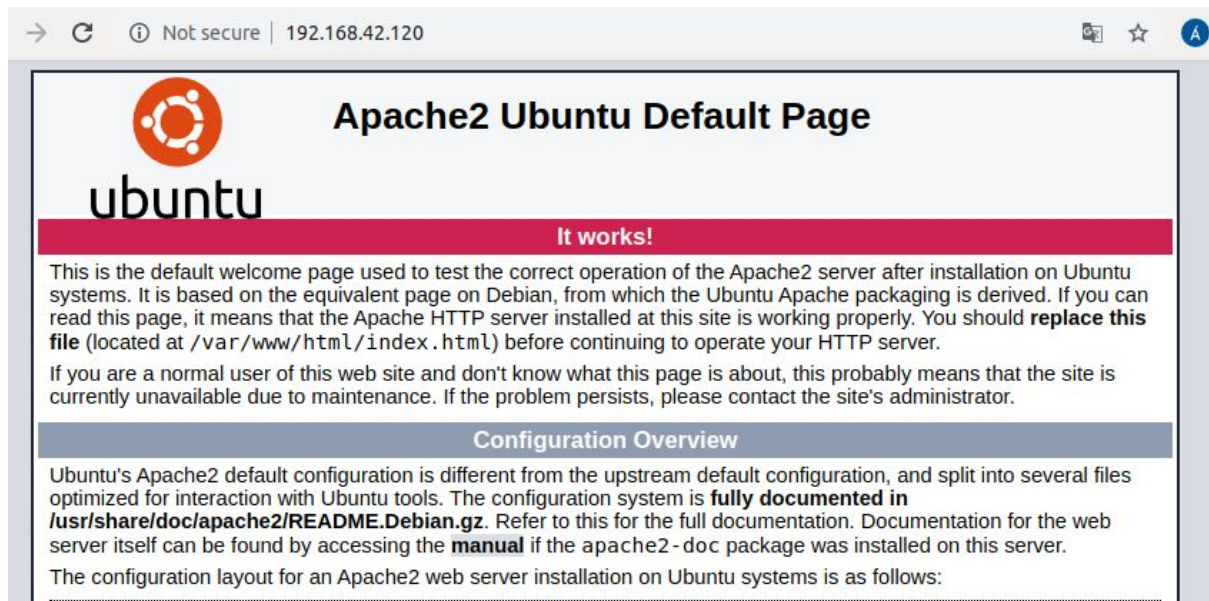 Not secure | 192.168.42.120
Á
Apache2 Ubuntu Default Page
ubuntu
It works!
This is the default welcome page used to test the correct operation of the Apache2 server after installation on Ubuntu
systems. It is based on the equivalent page on Debian, from which the Ubuntu Apache packaging is derived. If you can
read this page, it means that the Apache HTTP server installed at this site is working properly. You should replace this
file (located at /var/www/html/index.html) before continuing to operate your HTTP server.
If you are a normal user of this web site and don't know what this page is about, this probably means that the site is
currently unavailable due to maintenance. If the problem persists, please contact the site's administrator.
Configuration Overview
Ubuntu's Apache2 default configuration is different from the upstream default configuration, and split into several files
optimized for interaction with Ubuntu tools. The configuration system is fully documented in
/usr/share/doc/apache2/README.Debian.gz. Refer to this for the full documentation. Documentation for the web
server itself can be found by accessing the manual if the apache2-doc package was installed on this server.
The configuration layout for an Apache2 web server installation on Ubuntu systems is as follows: